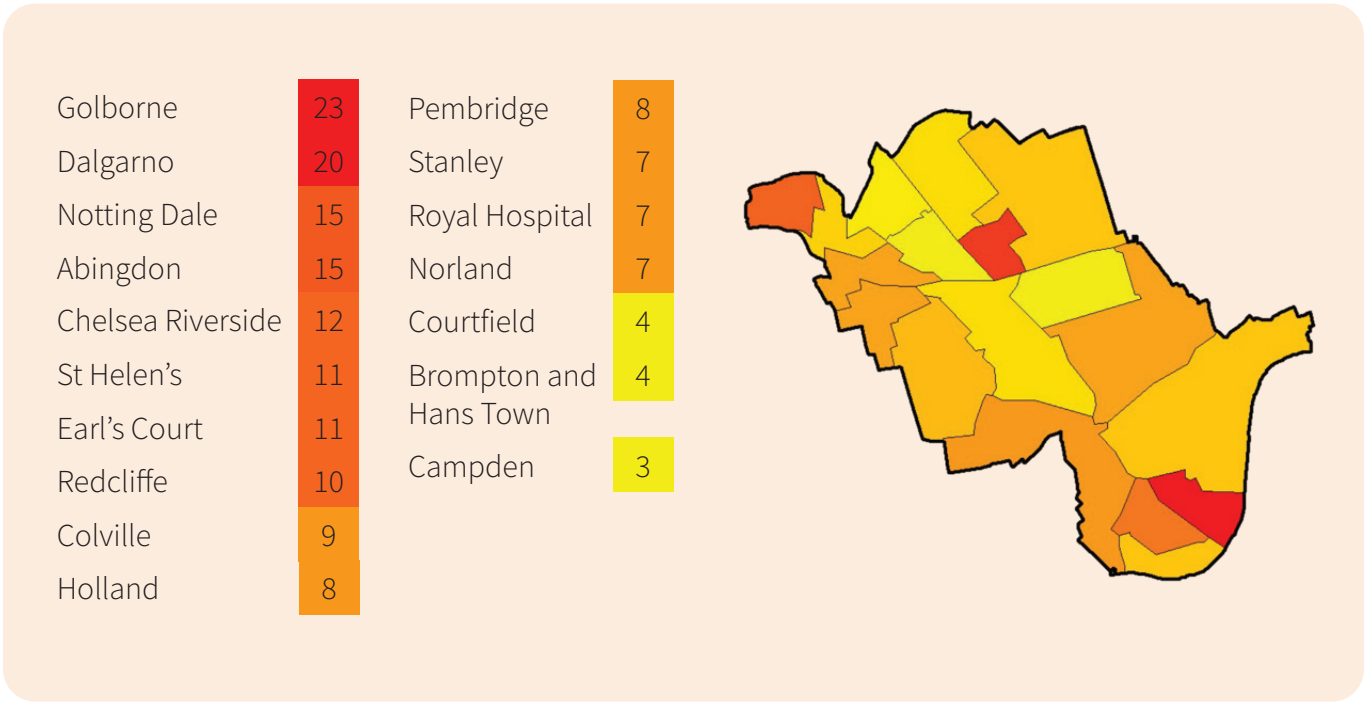 Golborne 23
Dalgarno 20
Notting Dale 15
Abingdon 15
Chelsea Riverside 12
St Helen’s 11
Earl’s Court 11
Redcliffe 10
Colville 9
Holland 8
Pembridge 8
Stanley 7
Royal Hospital 7
Norland 7
Courtfield 4
Brompton and 4
Hans Town
Campden 3